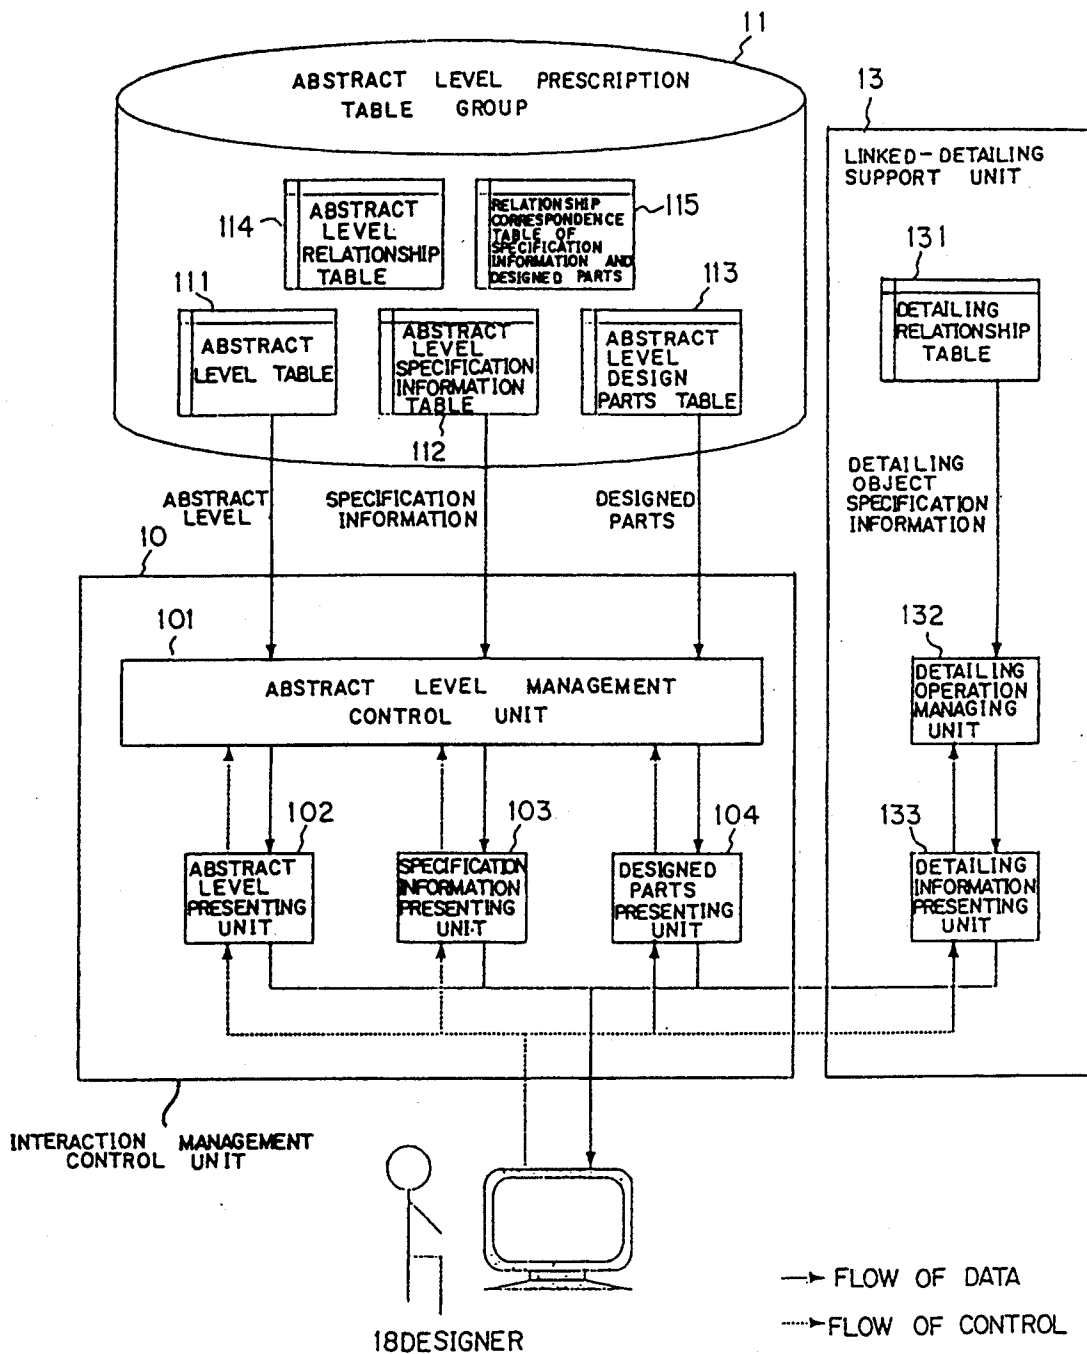 11
ABSTRACT LEVEL PRESCRIPTION
TABLE GROUP
13
LINKED-DETAILING
SUPPORT UNIT
114
ABSTRACT
LEVEL
RELATIONSHIP
TABLE
RELATIONSHIP
CORRESPONDENCE
TABLE OF
SPECIFICATION
INFORMATION AND
DESIGNED PARTS
115
131
DETAILING
RELATIONSHIP
TABLE
111
ABSTRACT
LEVEL TABLE
ABSTRACT
LEVEL
SPECIFICATION
INFORMATION
TABLE
112
113
ABSTRACT
LEVEL
DESIGN
PARTS TABLE
ABSTRACT
LEVEL
SPECIFICATION
INFORMATION
DESIGNED
PARTS
DETAILING
OBJECT
SPECIFICATION
INFORMATION
10
101
ABSTRACT LEVEL MANAGEMENT
CONTROL UNIT
132
DETAILING
OPERATION
MANAGING
UNIT
102
ABSTRACT
LEVEL
PRESENTING
UNIT
103
SPECIFICATION
INFORMATION
PRESENTING
UNIT
104
DESIGNED
PARTS
PRESENTING
UNIT
133
DETAILING
INFORMATION
PRESENTING
UNIT
INTERACTION MANAGEMENT
CONTROL UNIT
18DESIGNER
FLOW OF DATA
FLOW OF CONTROL